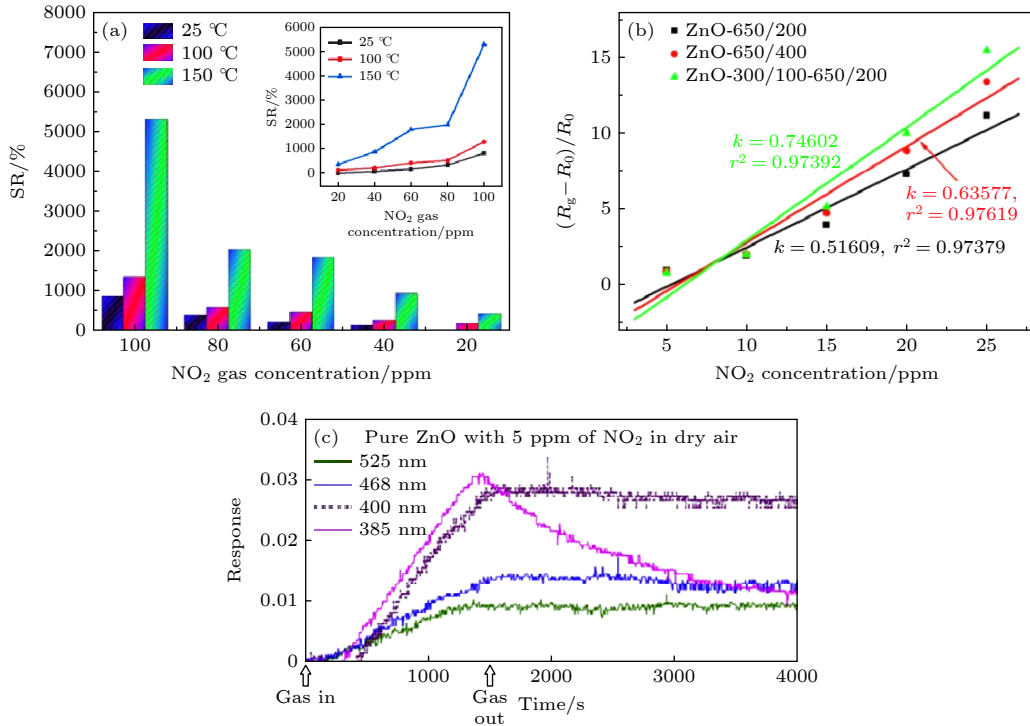 (a)
25 ℃
100 ℃
150 ℃
8000
7000
6000
5000
4000
3000
2000
1000
0
SR/%
100
80
60
40
20
NO₂ gas concentration/ppm
25 ℃
100 ℃
150 ℃
6000
5000
4000
3000
2000
1000
0
SR/%
20
40
60
80
100
NO₂ gas
concentration/ppm
(b)
ZnO-650/200
ZnO-650/400
ZnO-300/100-650/200
15
10
5
0
(Rg−R0)/R0
k = 0.74602
r² = 0.97392
k = 0.63577,
r² = 0.97619
k = 0.51609, r² = 0.97379
5
10
15
20
25
NO₂ concentration/ppm
(c) Pure ZnO with 5 ppm of NO₂ in dry air
525 nm
468 nm
400 nm
385 nm
0.04
0.03
0.02
0.01
0
Response
1000
2000
3000
4000
Gas in
Gas
out
Time/s